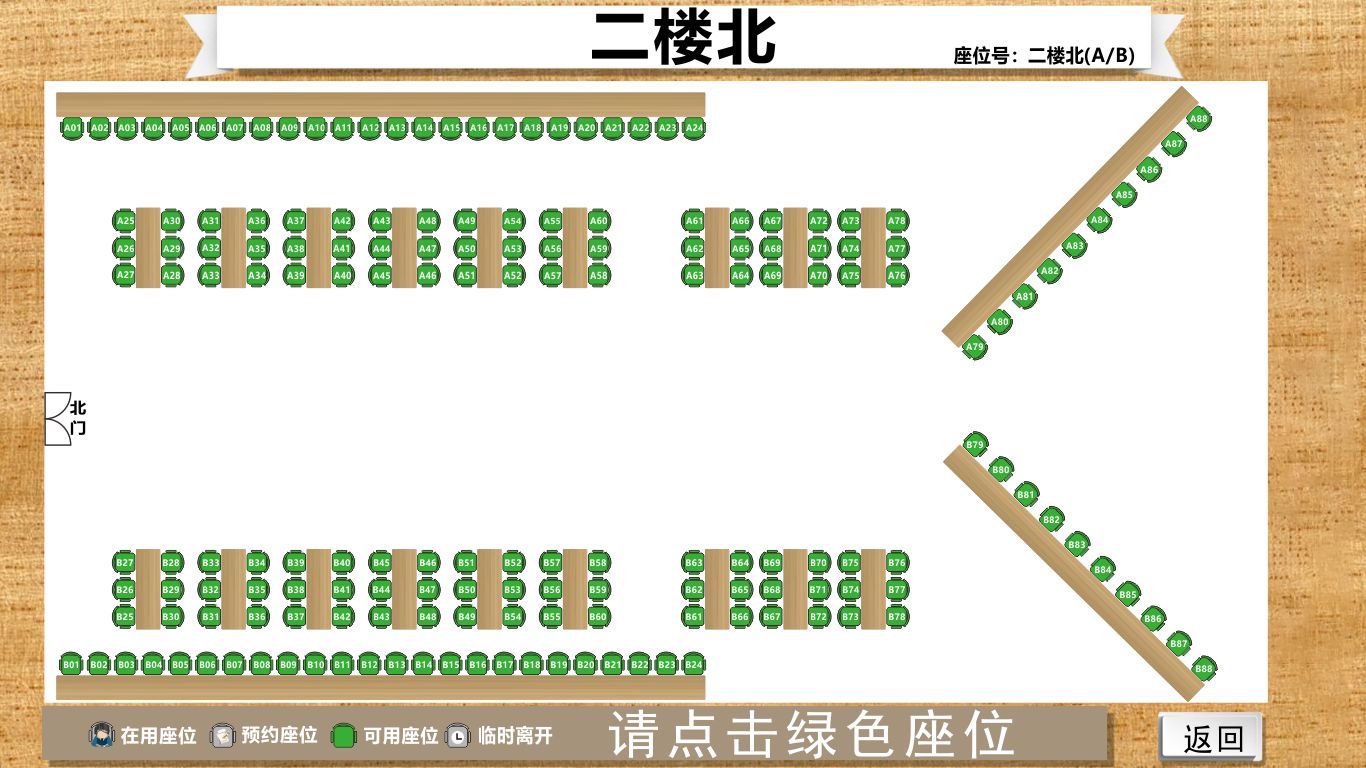 二楼北
座位号：二楼北(A/B)
A01 A02 A03 A04 A05 A06 A07 A08 A09 A10 A11 A12 A13 A14 A15 A16 A17 A18 A19 A20 A21 A22 A23 A24
A88
A87
A86
A85
A84
A83
A82
A81
A80
A79
A25 A30 A31 A36 A37 A42 A43 A48 A49 A54 A55 A60 A61 A66 A67 A72 A73 A78
A26 A29 A32 A35 A38 A41 A44 A47 A50 A53 A56 A59 A62 A65 A68 A71 A74 A77
A27 A28 A33 A34 A39 A40 A45 A46 A51 A52 A57 A58 A63 A64 A69 A70 A75 A76
北
门
B79
B80
B81
B82
B83
B84
B85
B86
B87
B88
B27 B28 B33 B34 B39 B40 B45 B46 B51 B52 B57 B58 B63 B64 B69 B70 B75 B76
B26 B29 B32 B35 B38 B41 B44 B47 B50 B53 B56 B59 B62 B65 B68 B71 B74 B77
B25 B30 B31 B36 B37 B42 B43 B48 B49 B54 B55 B60 B61 B66 B67 B72 B73 B78
B01 B02 B03 B04 B05 B06 B07 B08 B09 B10 B11 B12 B13 B14 B15 B16 B17 B18 B19 B20 B21 B22 B23 B24
在用座位 预约座位 可用座位 临时离开
请点击绿色座位
返回